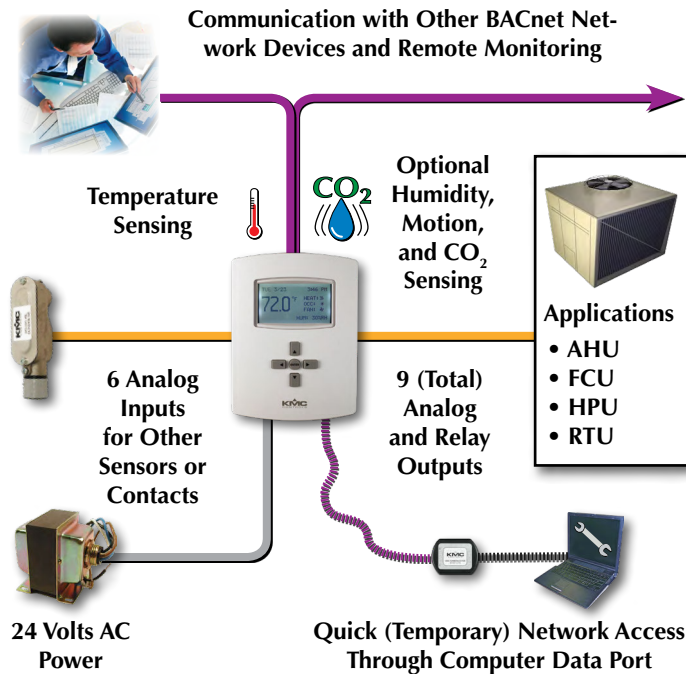 Communication with Other BACnet Net-
work Devices and Remote Monitoring
Temperature
Sensing
CO2
Optional
Humidity,
Motion,
and CO2
Sensing
72.0°F
KMC
KMC
6 Analog
Inputs
for Other
Sensors or
Contacts
9 (Total)
Analog
and Relay
Outputs
Applications
• AHU
• FCU
• HPU
• RTU
KMC
24 Volts AC
Power
Quick (Temporary) Network Access
Through Computer Data Port